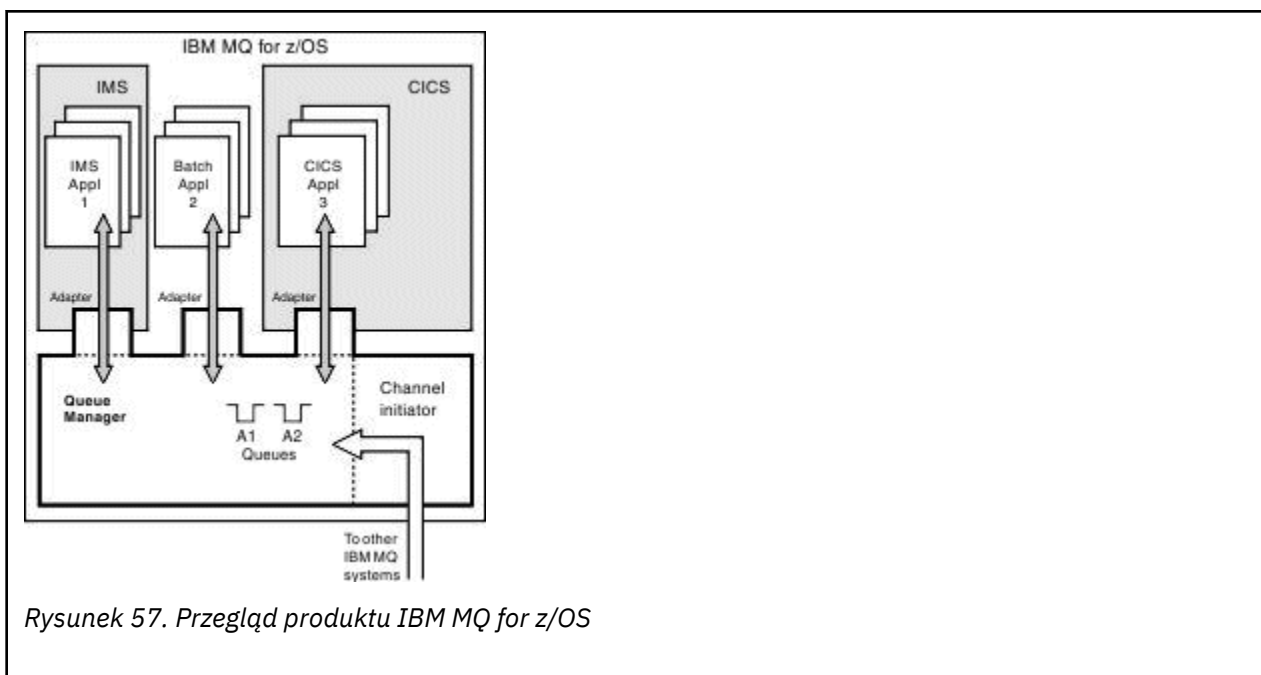 IBM MQ for z/OS
IMS
CICS
IMS
Appl
1
Batch
Appl
2
CICS
Appl
3
Adapter
Adapter
Adapter
Queue
Manager
A1
A2
Queues
Channel
initiator
To other
IBM MQ
systems
Rysunek 57. Przegląd produktu IBM MQ for z/OS